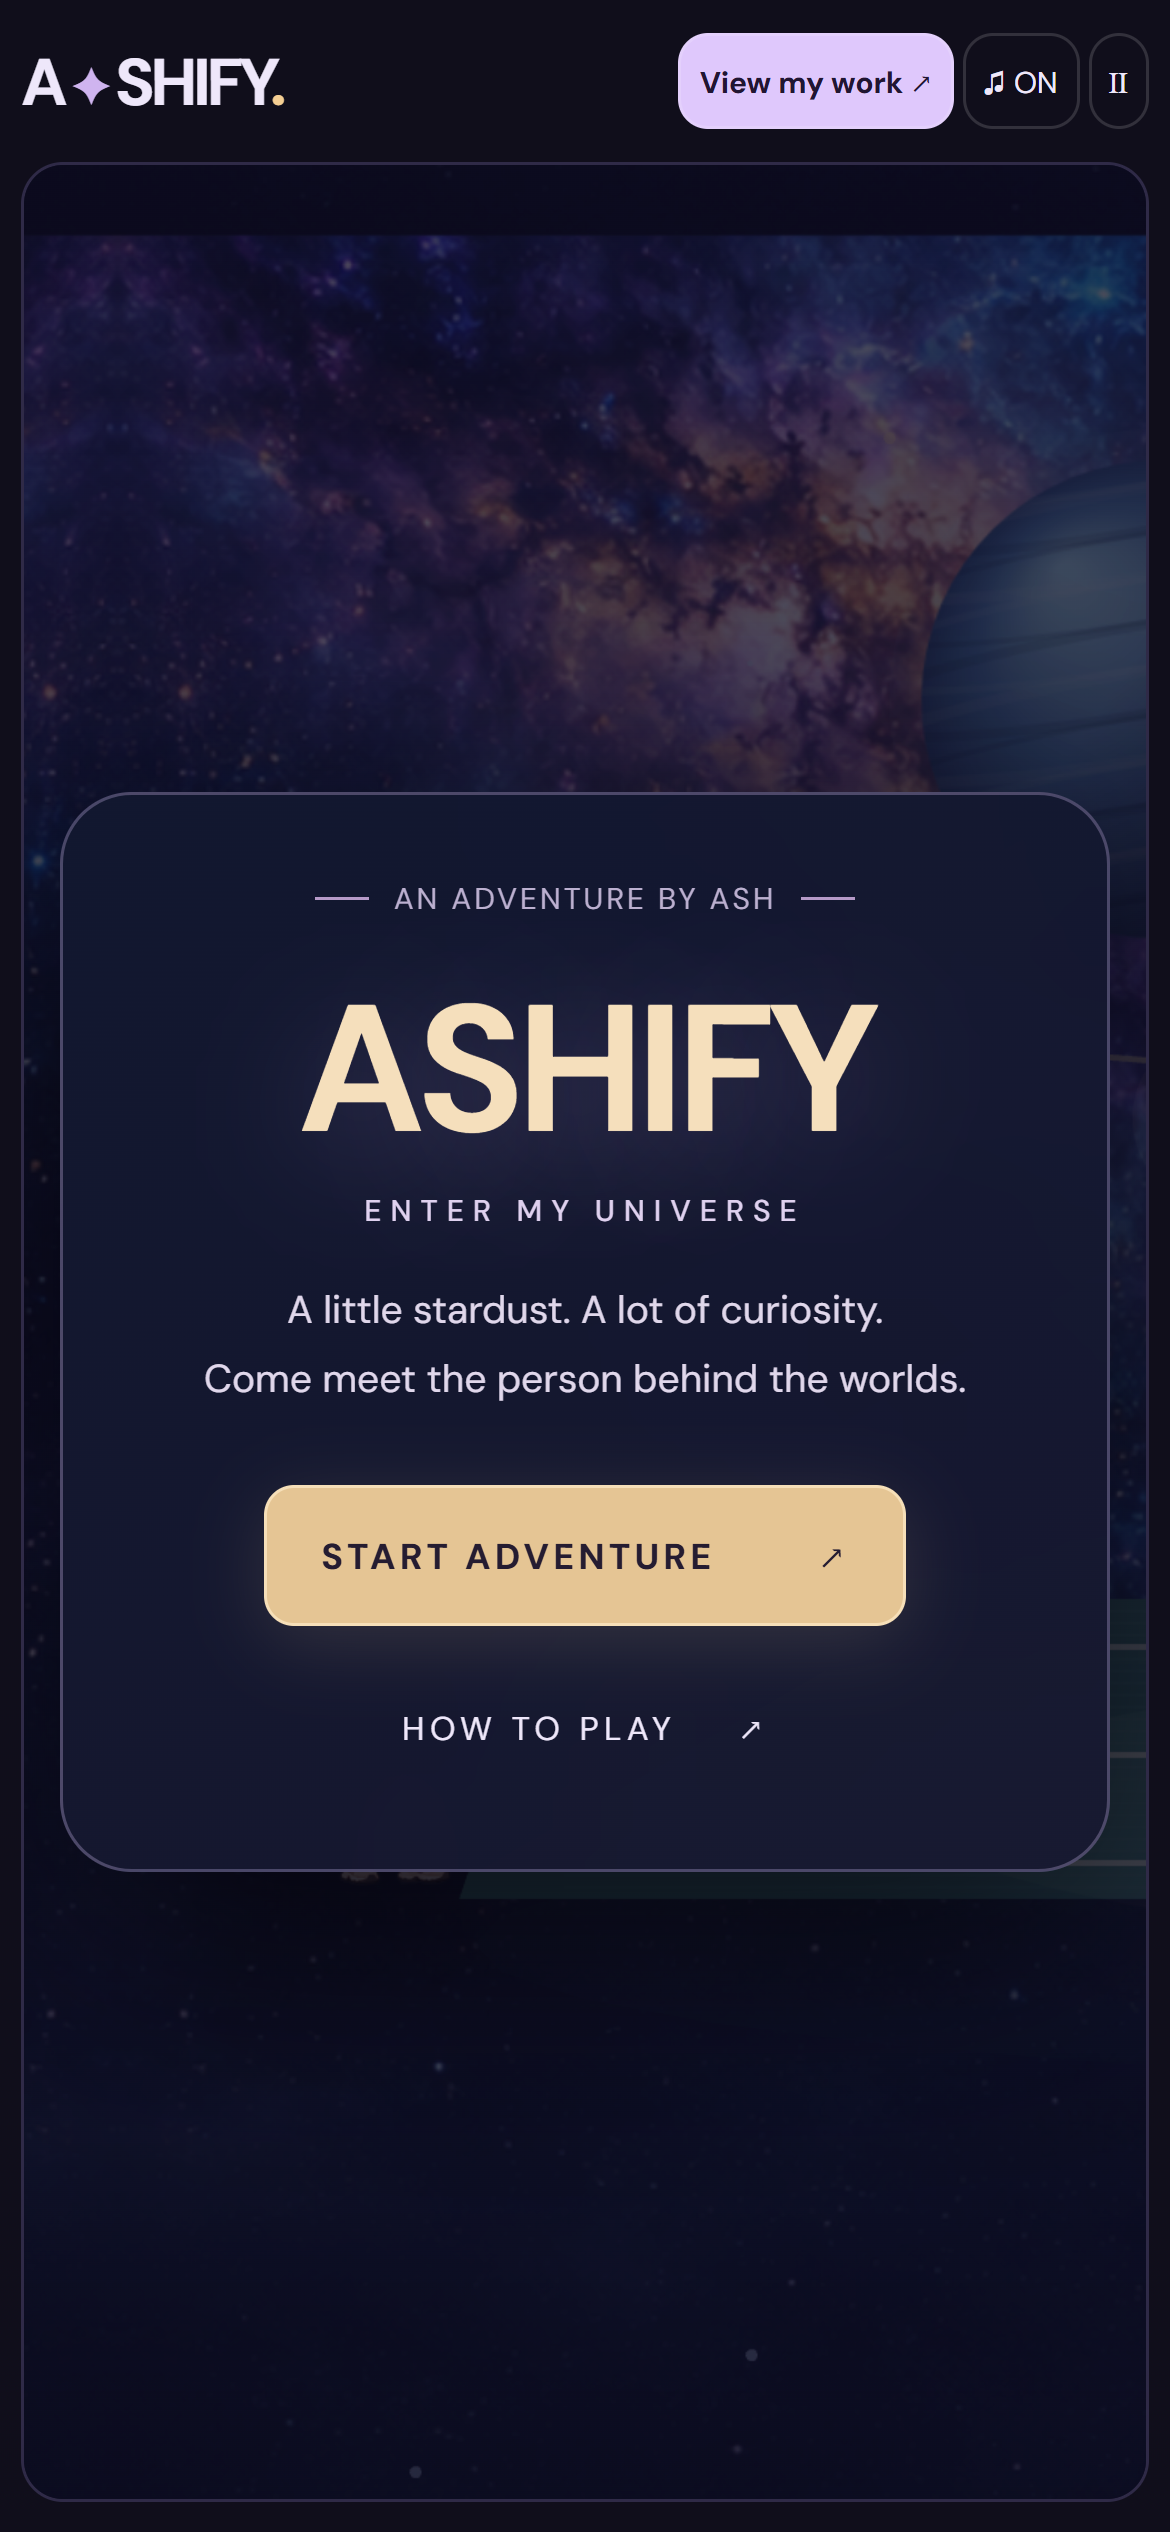 A✦SHIFY.
View my work ↗
♫ ON
II
AN ADVENTURE BY ASH
ASHIFY
ENTER MY UNIVERSE
A little stardust. A lot of curiosity.
Come meet the person behind the worlds.
START ADVENTURE ↗
HOW TO PLAY ↗